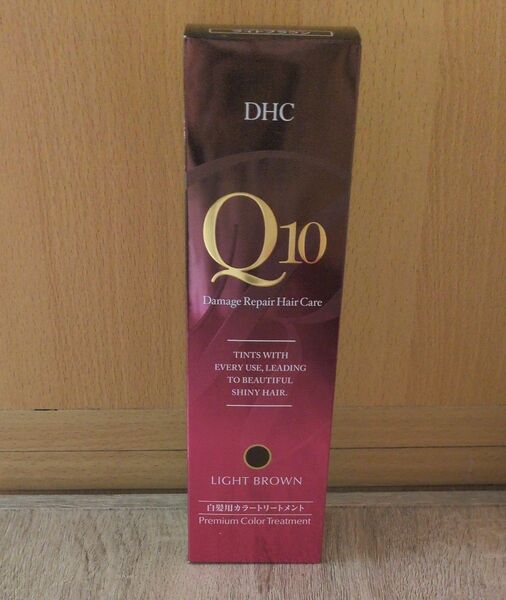 DHC
Q10
Damage Repair Hair Care
TINTS WITH
EVERY USE, LEADING
TO BEAUTIFUL
SHINY HAIR.
LIGHT BROWN
白髪用カラートリートメント
Premium Color Treatment